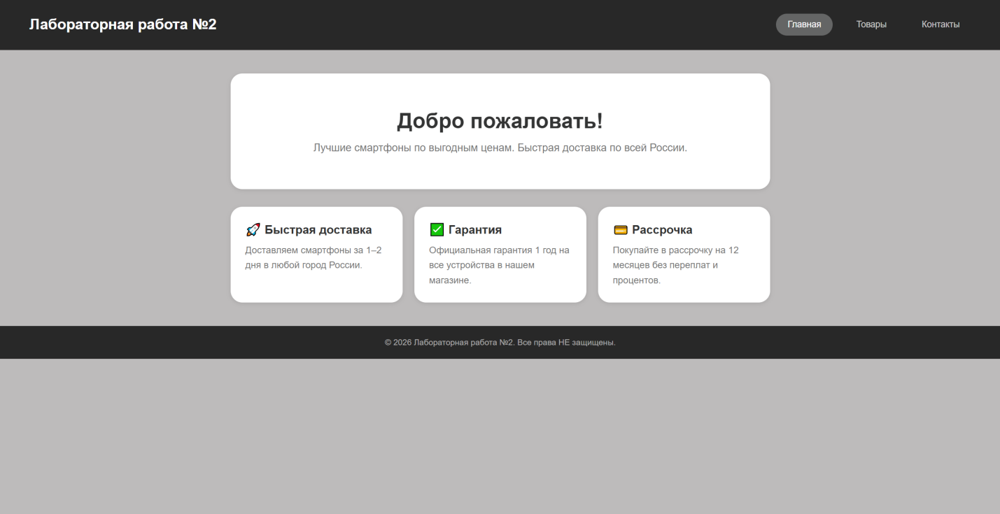 Лабораторная работа №2
Главная
Товары
Контакты
Добро пожаловать!
Лучшие смартфоны по выгодным ценам. Быстрая доставка по всей России.
🚀 Быстрая доставка
Доставляем смартфоны за 1–2
дня в любой город России.
✅ Гарантия
Официальная гарантия 1 год на
все устройства в нашем
магазине.
💳 Рассрочка
Покупайте в рассрочку на 12
месяцев без переплат и
процентов.
© 2026 Лабораторная работа №2. Все права НЕ защищены.